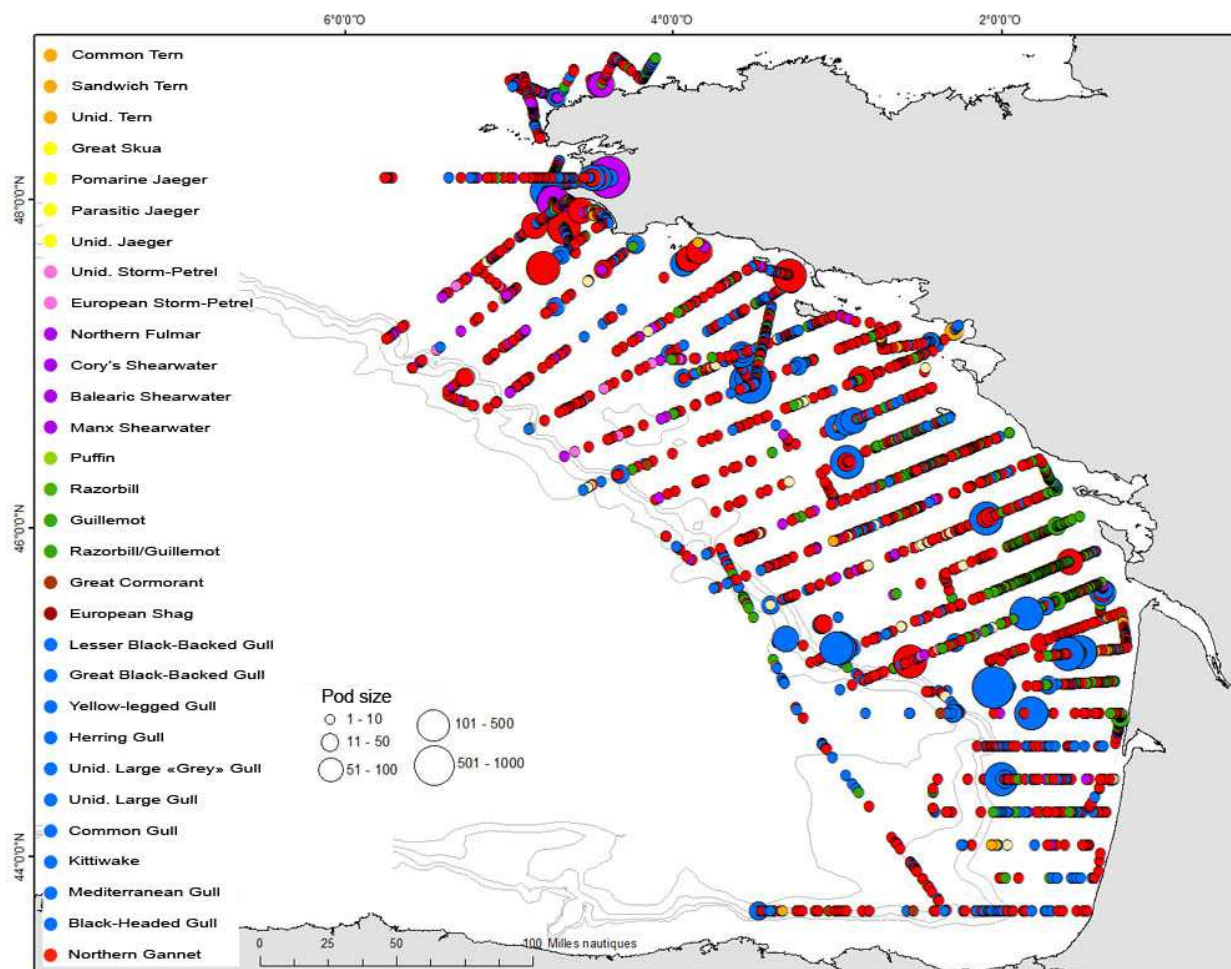 6°0'0"O 4°0'0"O 2°0'0"O
Common Tern
Sandwich Tern
Unid. Tern
Great Skua
Pomarine Jaeger
48°0'0"N
Parasitic Jaeger
Unid. Jaeger
Unid. Storm-Petrel
European Storm-Petrel
Northern Fulmar
Cory's Shearwater
Balearic Shearwater
Manx Shearwater
Puffin
Razorbill
Guillemot
46°0'0"N
Razorbill/Guillemot
Great Cormorant
European Shag
Lesser Black-Backed Gull
Great Black-Backed Gull
Yellow-legged Gull
Herring Gull
Unid. Large «Grey» Gull
Unid. Large Gull
Common Gull
44°0'0"N
Kittiwake
Mediterranean Gull
Black-Headed Gull
Northern Gannet
Pod size
1 - 10
11 - 50
51 - 100
101 - 500
501 - 1000
0 25 50 100 Milles nautiques